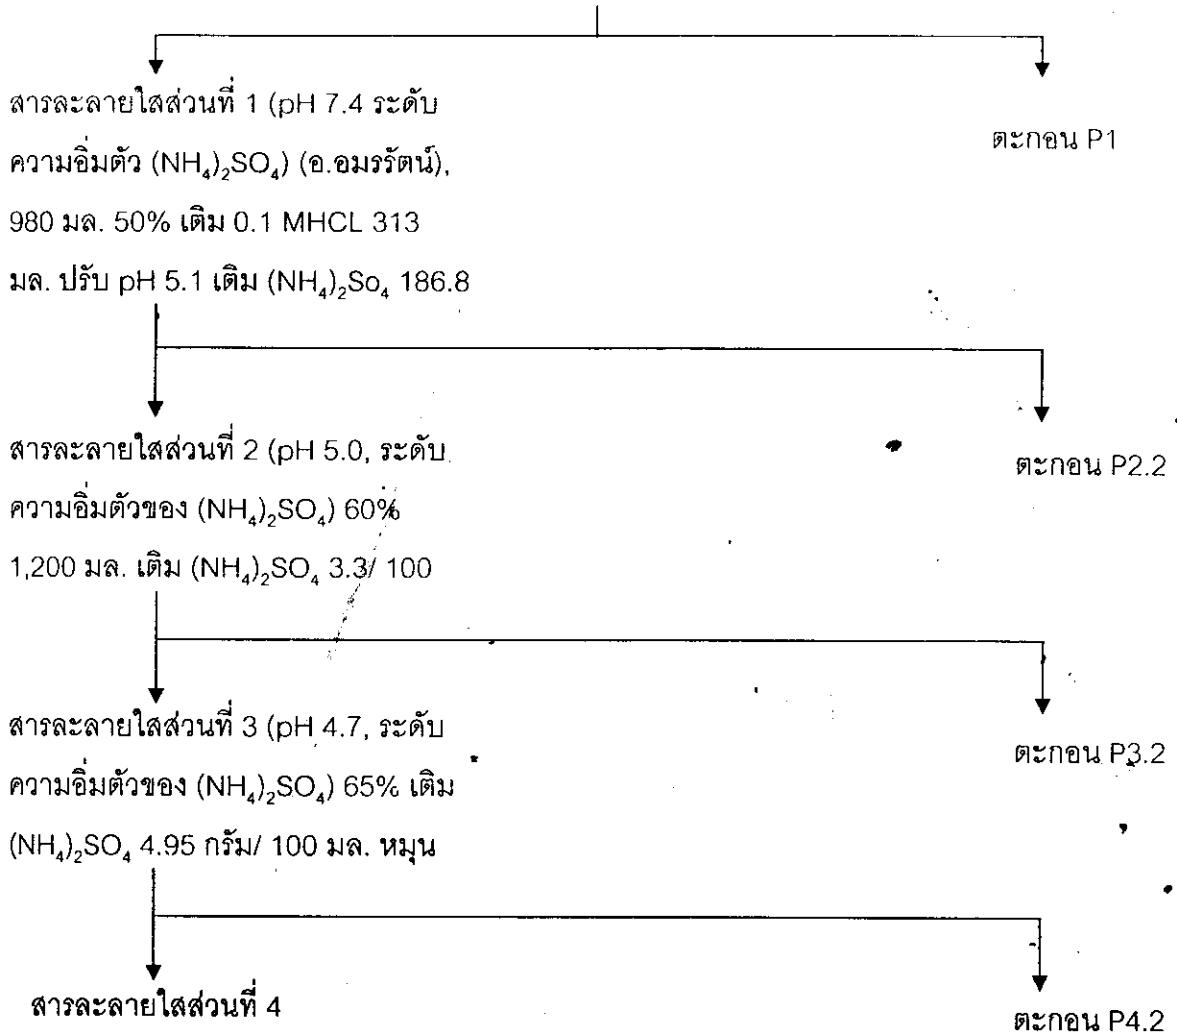 สารละลายใสส่วนที่ 1 (pH 7.4 ระดับ
ความอิ่มตัว (NH₄)₂SO₄) (อ.อมรรัตน์),
980 มล. 50% เติม 0.1 MHCL 313
มล. ปรับ pH 5.1 เติม (NH₄)₂So₄ 186.8
ตะกอน P1
สารละลายใสส่วนที่ 2 (pH 5.0, ระดับ
ความอิ่มตัวของ (NH₄)₂SO₄) 60%
1,200 มล. เติม (NH₄)₂SO₄ 3.3/ 100
ตะกอน P2.2
สารละลายใสส่วนที่ 3 (pH 4.7, ระดับ
ความอิ่มตัวของ (NH₄)₂SO₄) 65% เติม
(NH₄)₂SO₄ 4.95 กรัม/ 100 มล. หมุน
ตะกอน P3.2
สารละลายใสส่วนที่ 4
ตะกอน P4.2